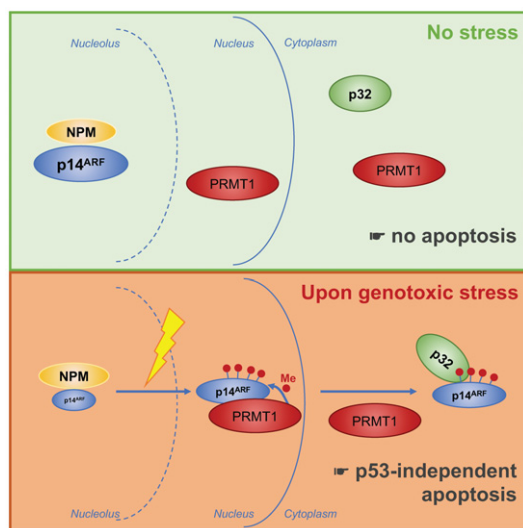 No stress
Nucleolus
Nucleus
Cytoplasm
p32
NPM
p14ARF
PRMT1
PRMT1
☛ no apoptosis
Upon genotoxic stress
NPM
p14ARF
Me
p14ARF
PRMT1
p32
p14ARF
PRMT1
☛ p53-independent
apoptosis
Nucleolus
Nucleus
Cytoplasm